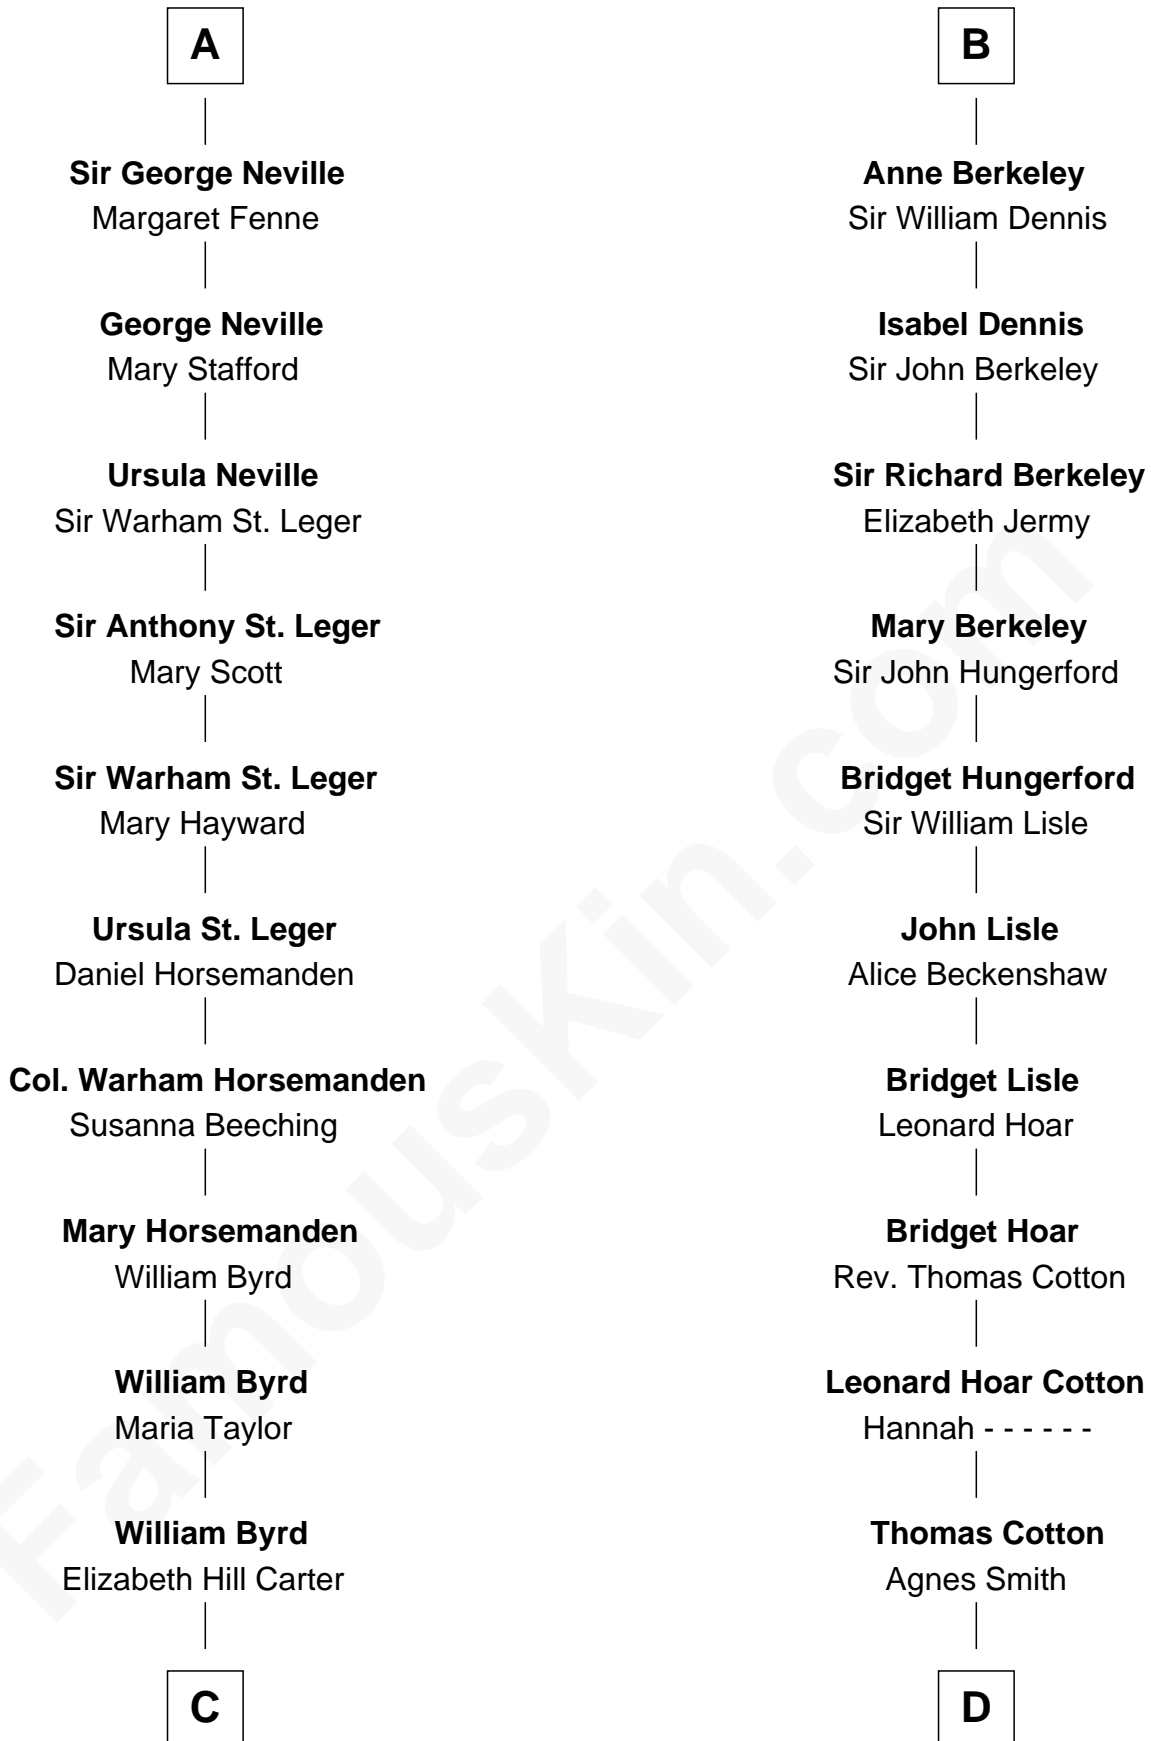 A
Sir George Neville
Margaret Fenne
George Neville
Mary Stafford
Ursula Neville
Sir Warham St. Leger
Sir Anthony St. Leger
Mary Scott
Sir Warham St. Leger
Mary Hayward
Ursula St. Leger
Daniel Horsemanden
Col. Warham Horsemanden
Susanna Beeching
Mary Horsemanden
William Byrd
William Byrd
Maria Taylor
William Byrd
Elizabeth Hill Carter
C
B
Anne Berkeley
Sir William Dennis
Isabel Dennis
Sir John Berkeley
Sir Richard Berkeley
Elizabeth Jermy
Mary Berkeley
Sir John Hungerford
Bridget Hungerford
Sir William Lisle
John Lisle
Alice Beckenshaw
Bridget Lisle
Leonard Hoar
Bridget Hoar
Rev. Thomas Cotton
Leonard Hoar Cotton
Hannah - - - - - -
Thomas Cotton
Agnes Smith
D
FamousKin.com